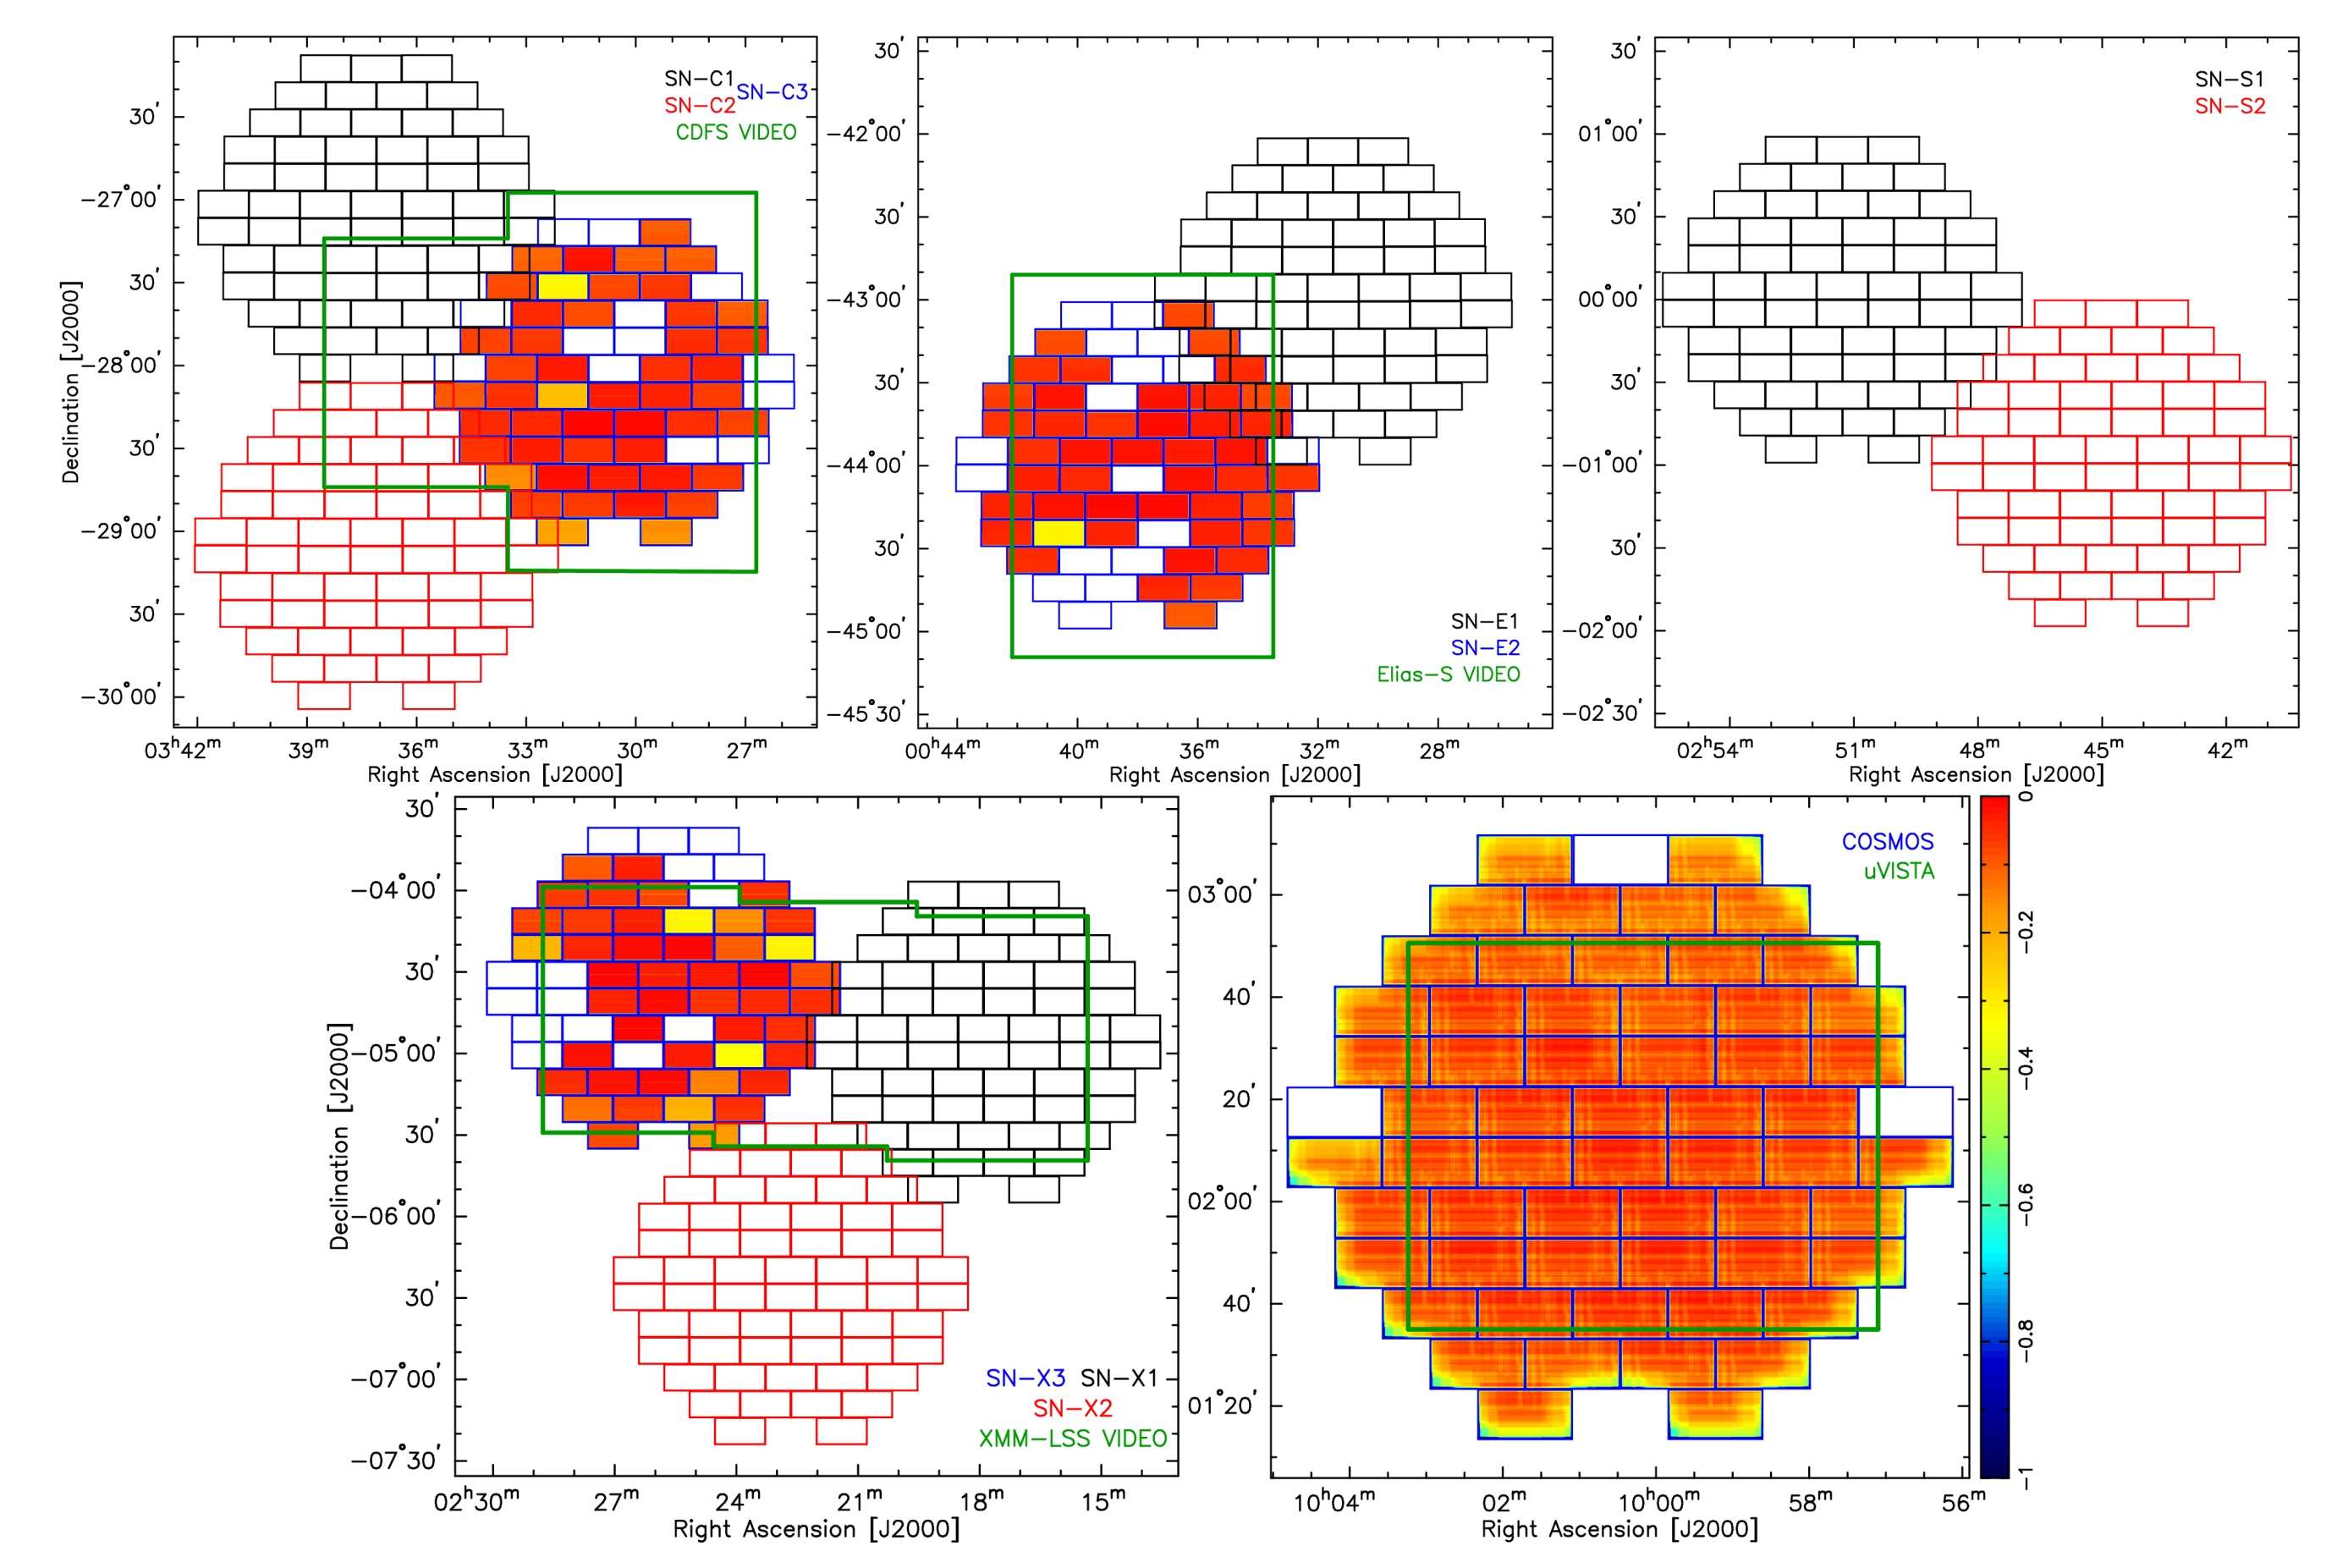 SN-C1
SN-C2 SN-C3
CDFS VIDEO
30'
-27°00'
30'
-28°00'
30'
-29°00'
30'
-30°00'
Declination [J2000]
03h42m 39m 36m 33m 30m 27m
Right Ascension [J2000]
30'
-42°00'
30'
-43°00'
30'
-44°00'
30'
-45°00'
-45°30'
SN-E1
SN-E2
Elias-S VIDEO
00h44m 40m 36m 32m 28m
Right Ascension [J2000]
SN-S1
SN-S2
30'
01°00'
30'
00°00'
30'
-01°00'
30'
-02°00'
-02°30'
02h54m 51m 48m 45m 42m
Right Ascension [J2000]
30'
-04°00'
30'
-05°00'
30'
-06°00'
30'
-07°00'
-07°30'
Declination [J2000]
SN-X3 SN-X1
SN-X2
XMM-LSS VIDEO
02h30m 27m 24m 21m 18m 15m
Right Ascension [J2000]
COSMOS
uVISTA
03°00'
40'
20'
02°00'
40'
01°20'
10h04m 02m 10h00m 58m 56m
Right Ascension [J2000]
0
-0.2
-0.4
-0.6
-0.8
-1